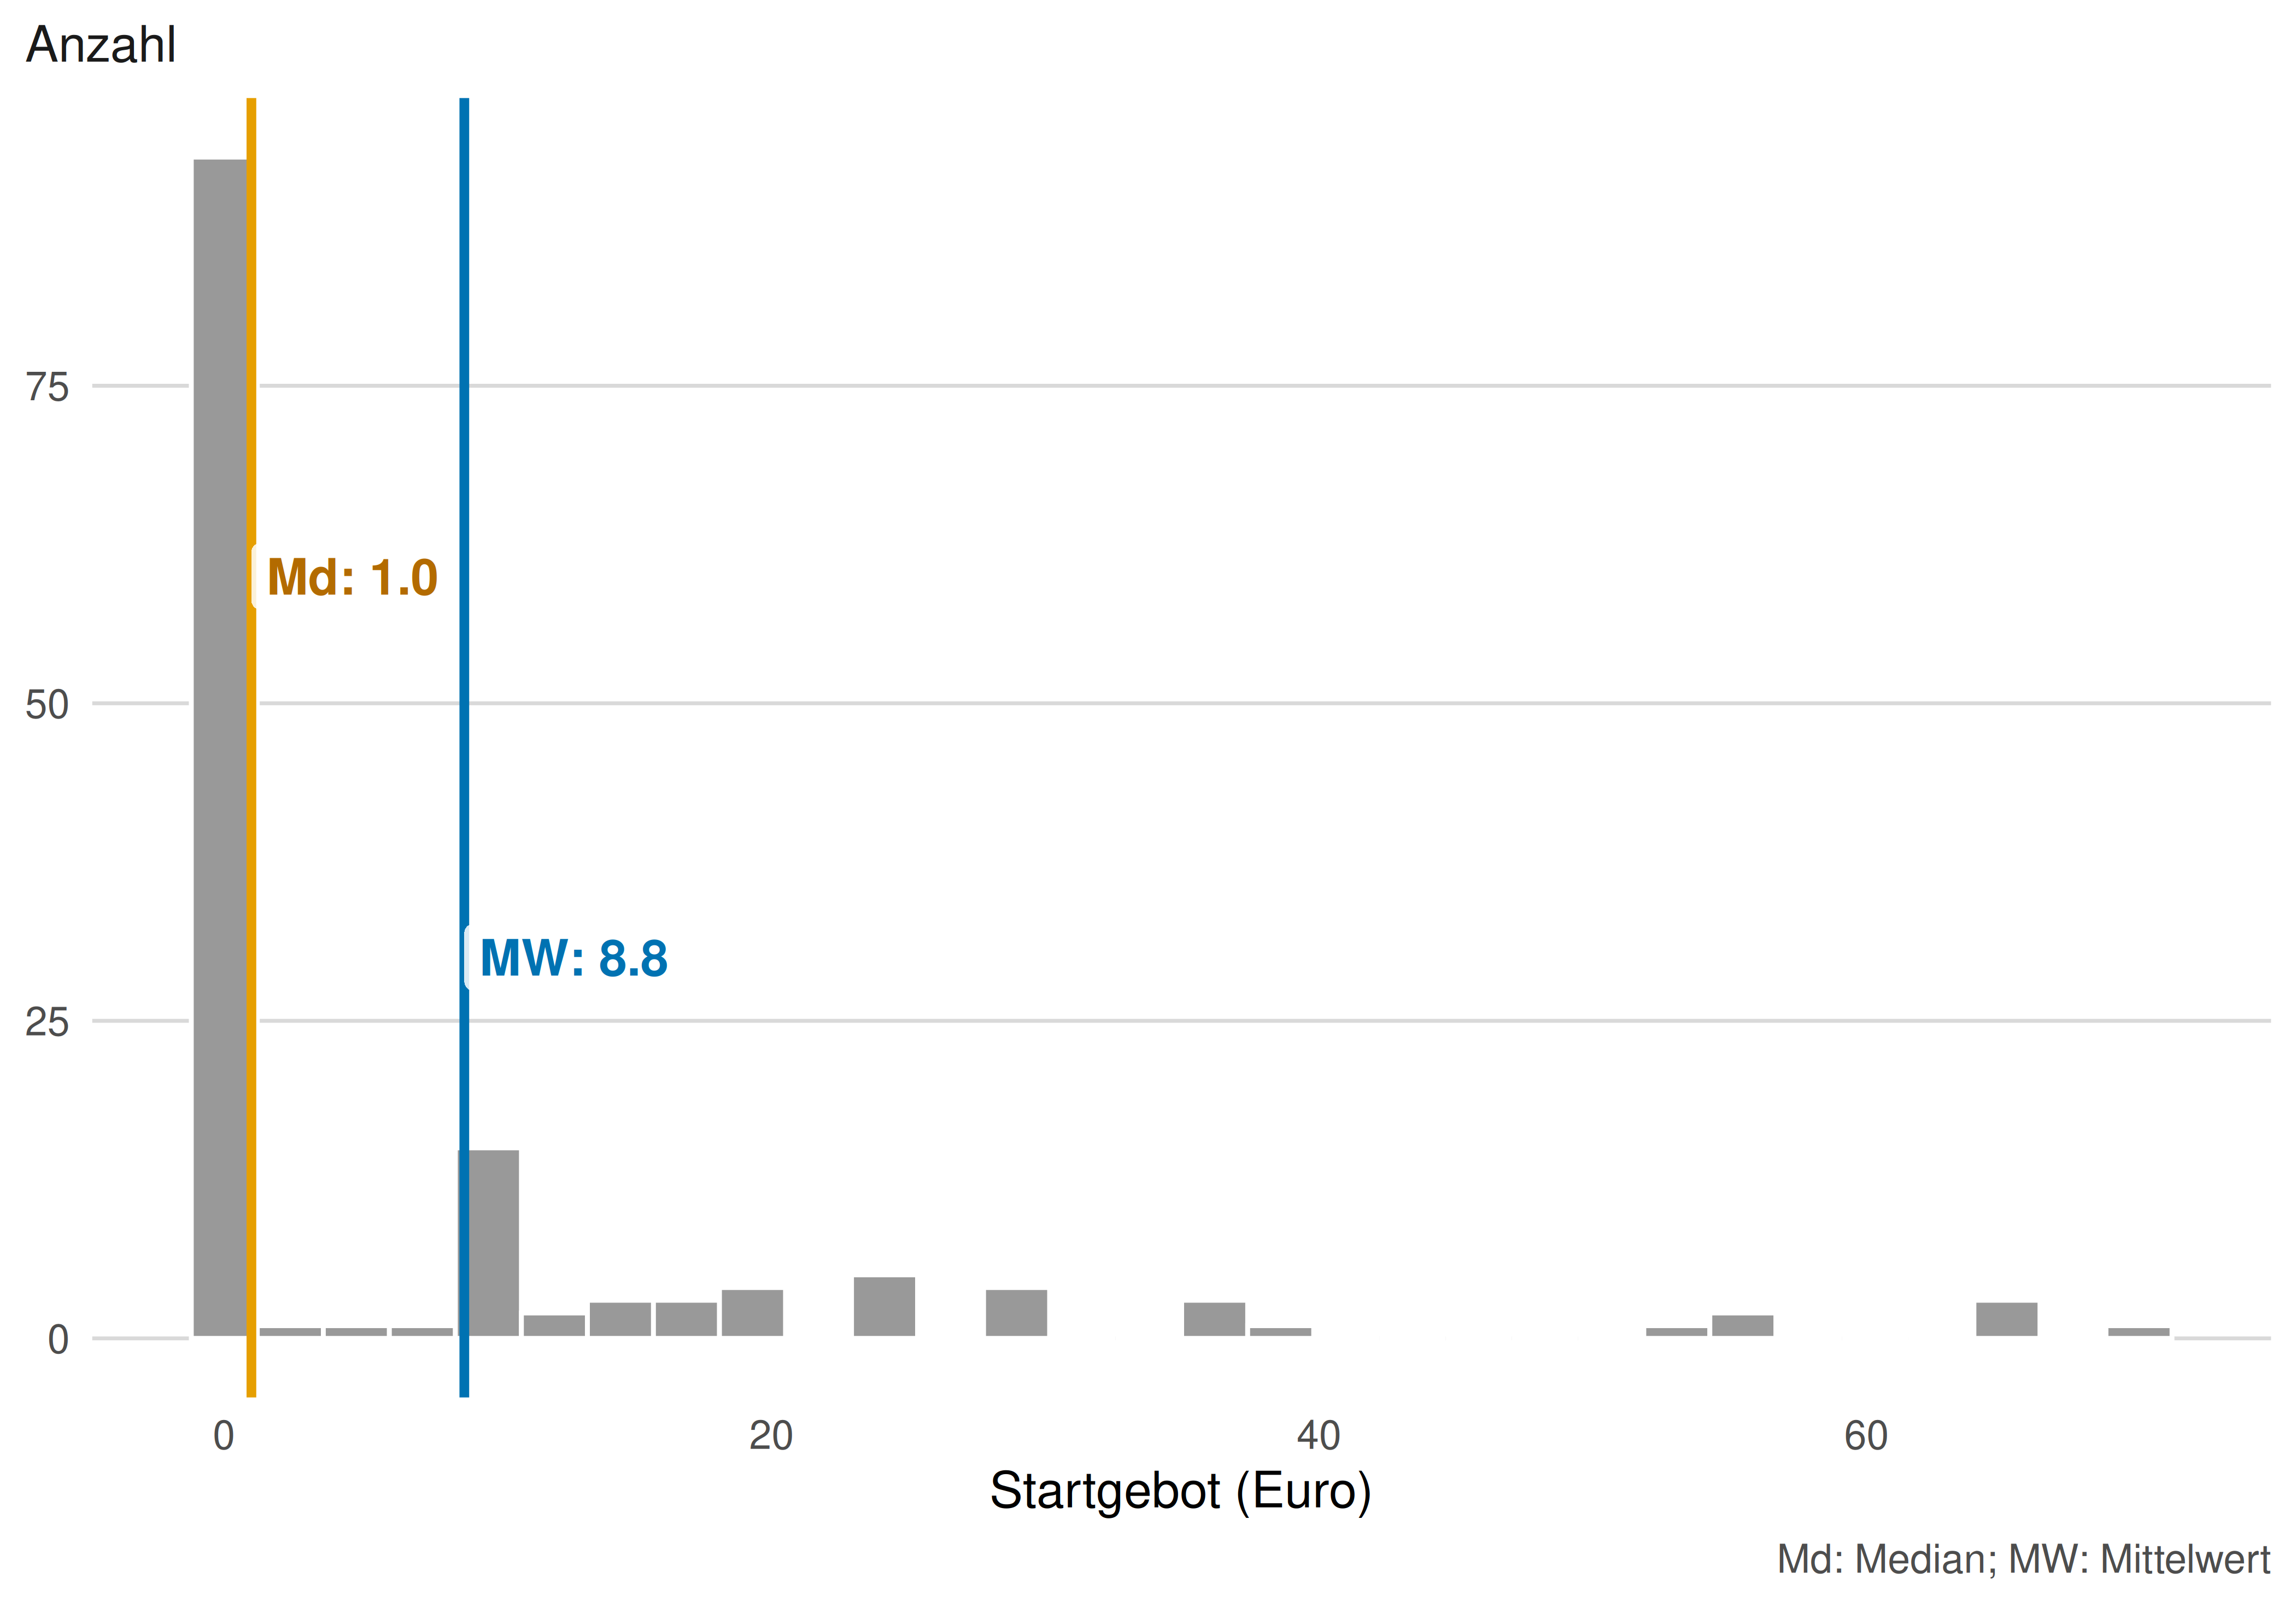 Anzahl
75
Md: 1.0
50
MW: 8.8
25
0
0 20 40 60
Startgebot (Euro)
Md: Median; MW: Mittelwert